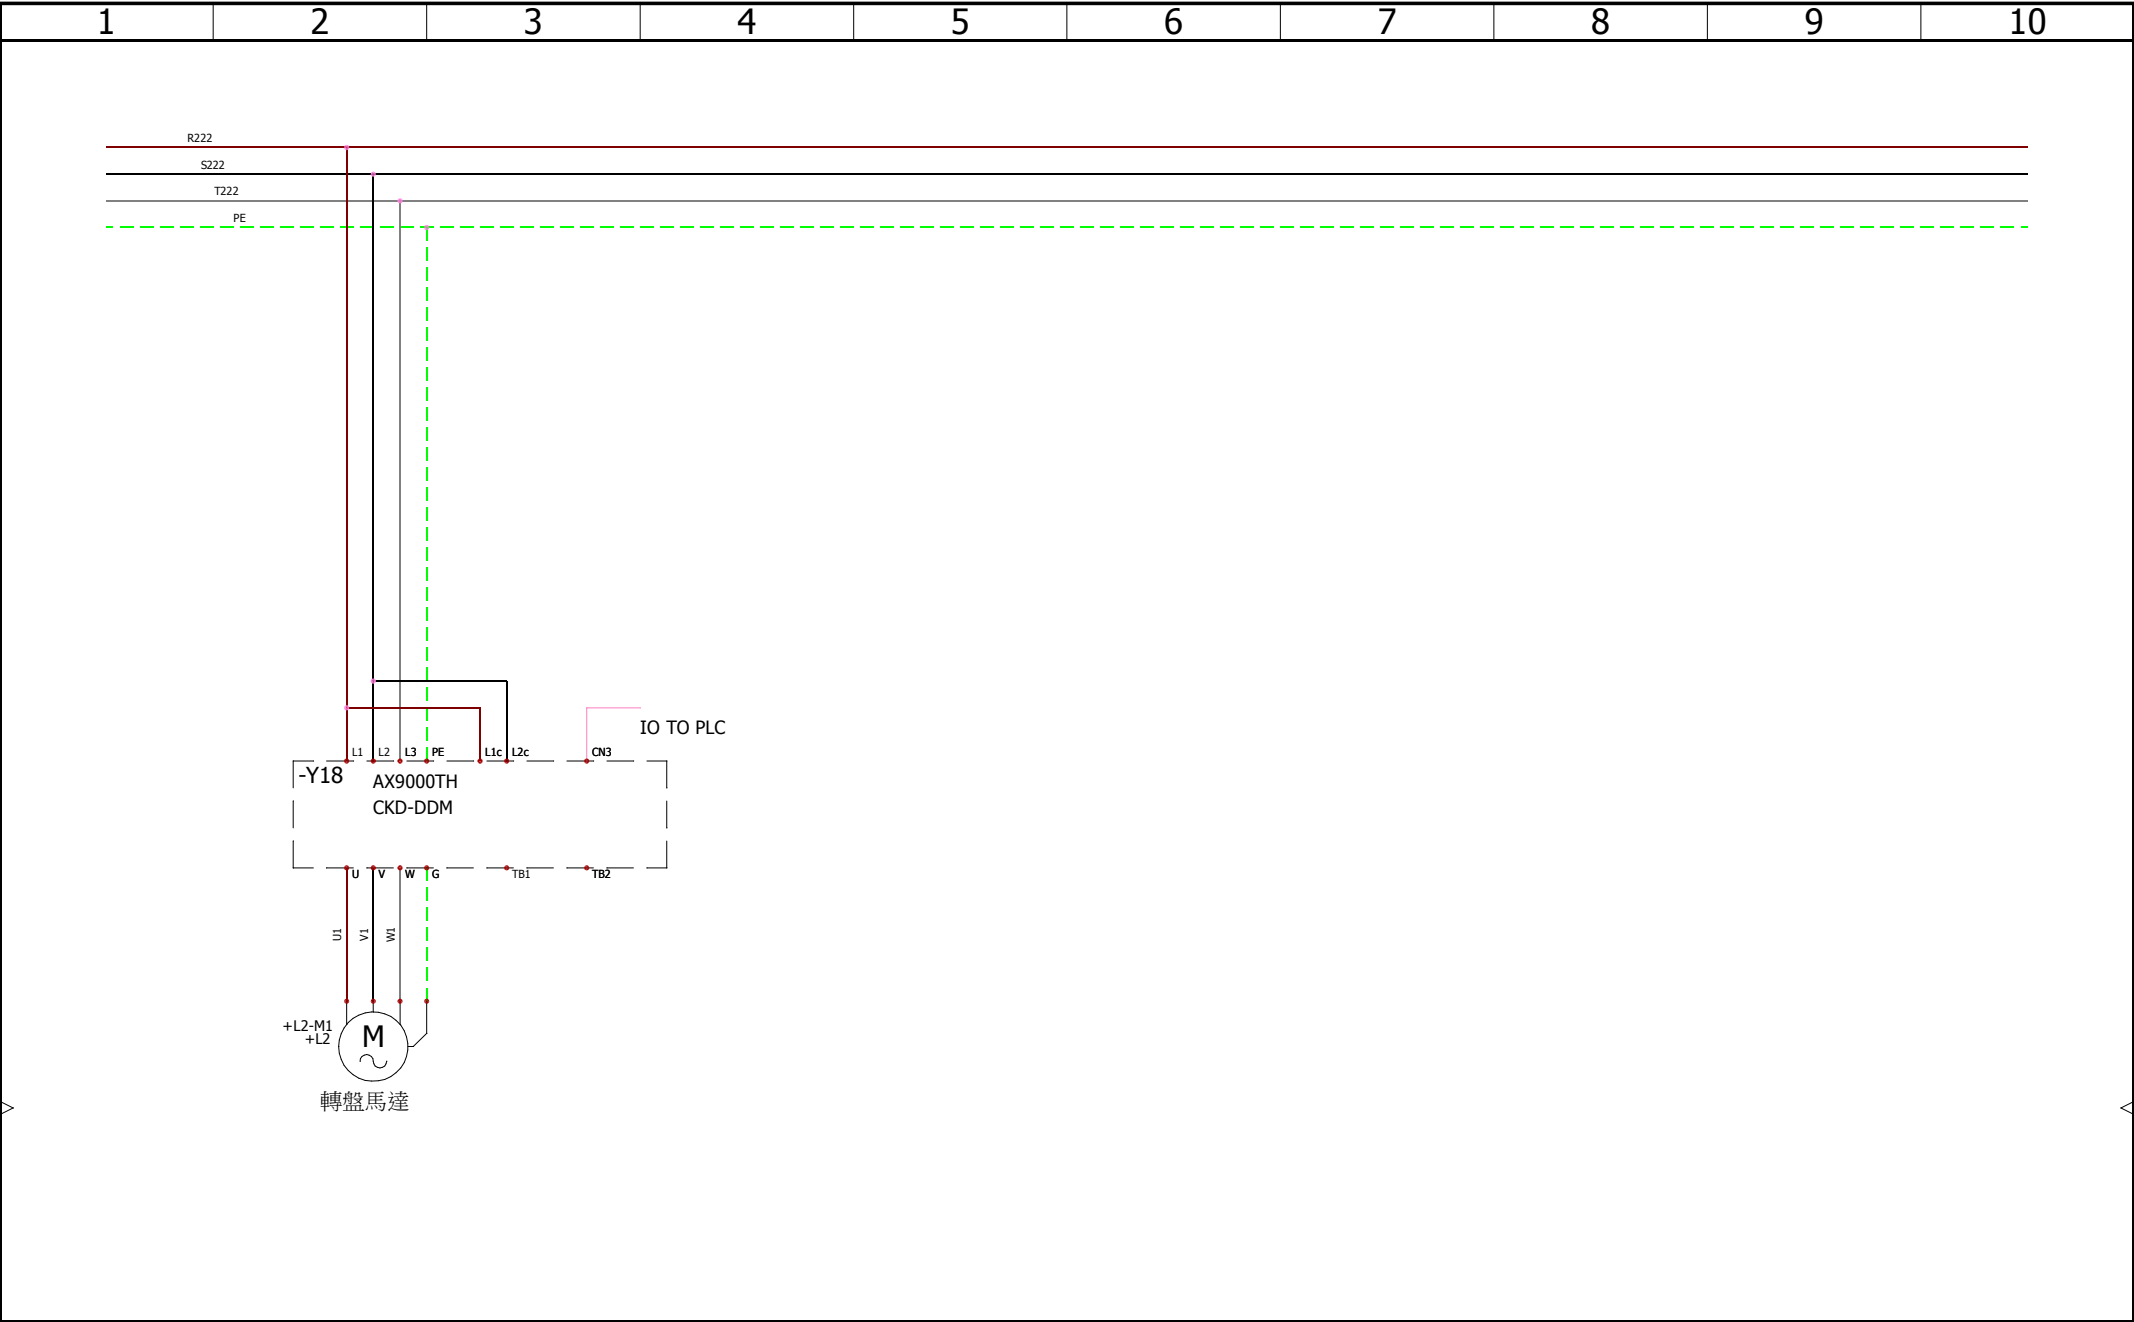 1 2 3 4 5 6 7 8 9 10
R222
S222
T222
PE
IO TO PLC
L1 L2 L3 PE L1c L2c CN3
-Y18 AX9000TH
CKD-DDM
U V W G TB1 TB2
U1 V1 W1
+L2-M1
+L2
M
轉盤馬達